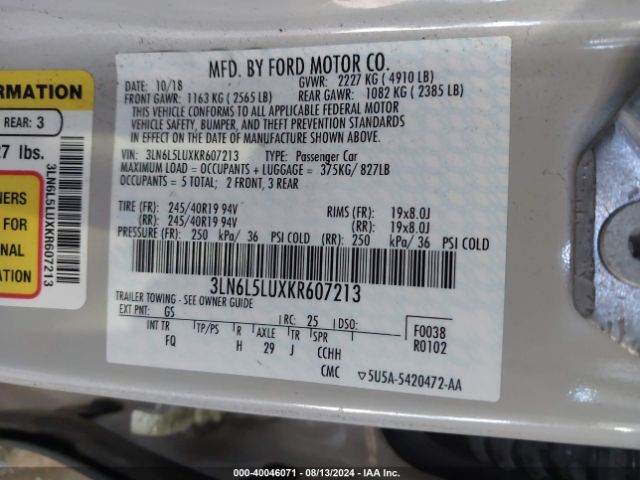 MFD. BY FORD MOTOR CO.
DATE: 10/18 GVWR: 2227 KG ( 4910 LB)
FRONT GAWR: 1163 KG ( 2565 LB) REAR GAWR: 1082 KG ( 2385 LB)
THIS VEHICLE CONFORMS TO ALL APPLICABLE FEDERAL MOTOR
VEHICLE SAFETY, BUMPER, AND THEFT PREVENTION STANDARDS
IN EFFECT ON THE DATE OF MANUFACTURE SHOWN ABOVE.
VIN: 3LN6L5LUXKR607213 TYPE: Passenger Car
MAXIMUM LOAD = OCCUPANTS + LUGGAGE = 375KG/ 827LB
OCCUPANTS = 5 TOTAL; 2 FRONT, 3 REAR
TIRE (FR): 245/40R19 94V RIMS (FR): 19x8.0J
(RR): 245/40R19 94V (RR): 19x8.0J
PRESSURE (FR): 250 kPa/ 36 PSI COLD (RR): 250 kPa/ 36 PSI COLD
3LN6L5LUXKR607213
TRAILER TOWING - SEE OWNER GUIDE
EXT PNT: GS RC: 25 DSO: F0038
INT TR TP/PS R AXLE TR SPR R0102
FQ H 29 J CCHH
CMC ▽5U5A-5420472-AA
ORMATION
REAR: 3
27 lbs.
FOR
3LN6L5LUXKR607213
000-40046071 - 08/13/2024 - IAA Inc.